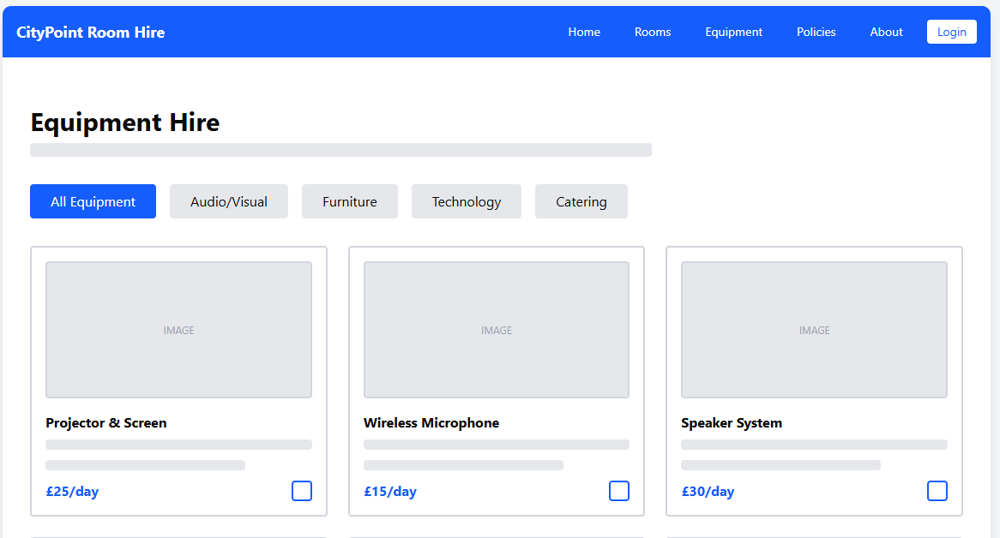 CityPoint Room Hire Home Rooms Equipment Policies About Login
Equipment Hire
All Equipment Audio/Visual Furniture Technology Catering
IMAGE IMAGE IMAGE
Projector & Screen Wireless Microphone Speaker System
£25/day £15/day £30/day